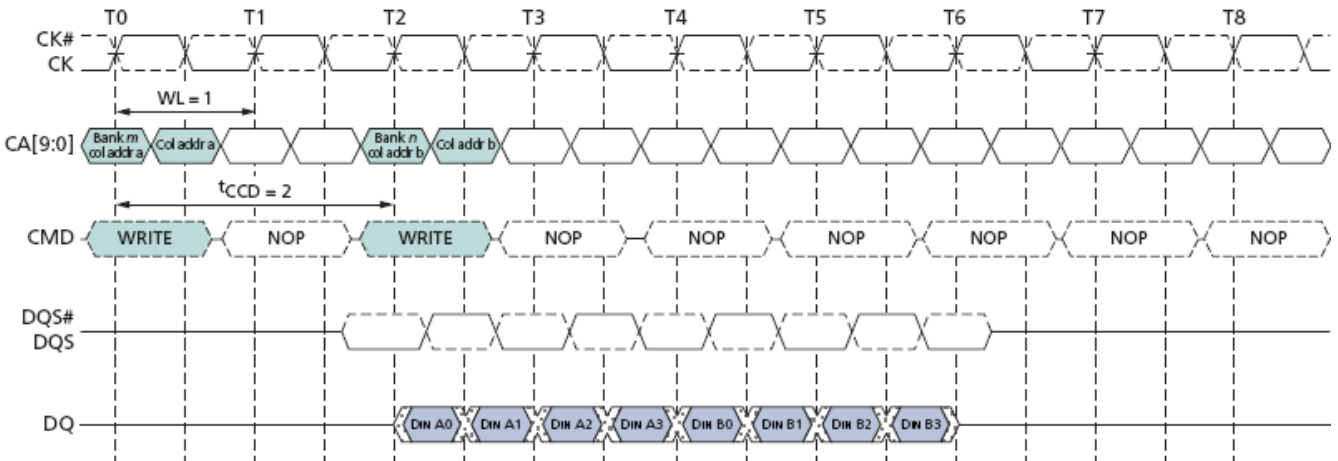 T0 T1 T2 T3 T4 T5 T6 T7 T8
CK#
CK
WL = 1
CA[9:0]
Bank m
col addr a
Col addr a
Bank n
col addr b
Col addr b
tCCD = 2
CMD WRITE NOP WRITE NOP NOP NOP NOP NOP NOP
DQS#
DQS
DQ DIN A0 DIN A1 DIN A2 DIN A3 DIN B0 DIN B1 DIN B2 DIN B3